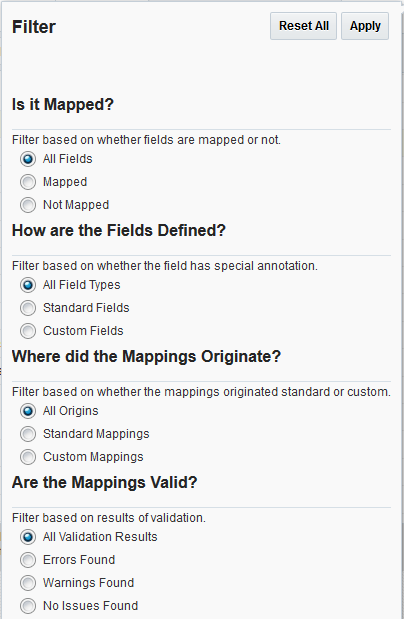 Filter
Reset All
Apply
Is it Mapped?
Filter based on whether fields are mapped or not.
All Fields
Mapped
Not Mapped
How are the Fields Defined?
Filter based on whether the field has special annotation.
All Field Types
Standard Fields
Custom Fields
Where did the Mappings Originate?
Filter based on whether the mappings originated standard or custom.
All Origins
Standard Mappings
Custom Mappings
Are the Mappings Valid?
Filter based on results of validation.
All Validation Results
Errors Found
Warnings Found
No Issues Found